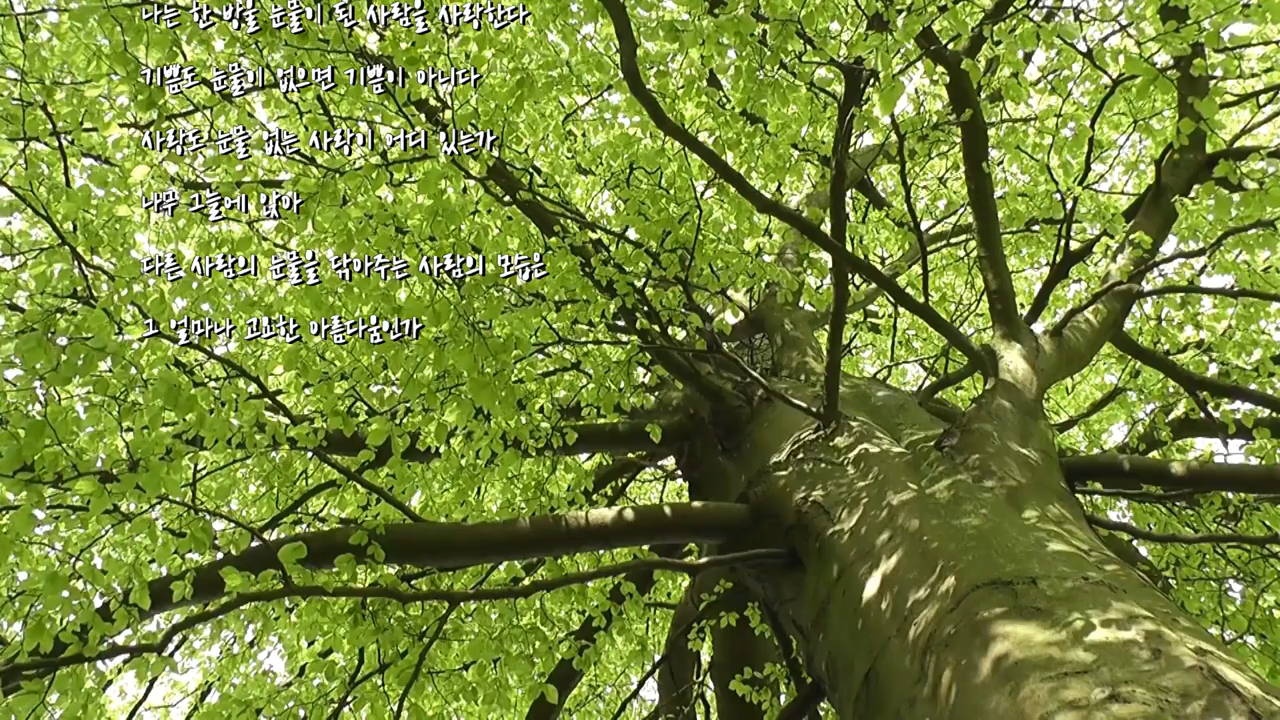 나는 한 방울 눈물이 된 사람을 사랑한다
기쁨도 눈물이 없으면 기쁨이 아니다
사랑도 눈물 없는 사랑이 어디 있는가
나무 그늘에 앉아
다른 사람의 눈물을 닦아주는 사람의 모습은
그 얼마나 고요한 아름다움인가